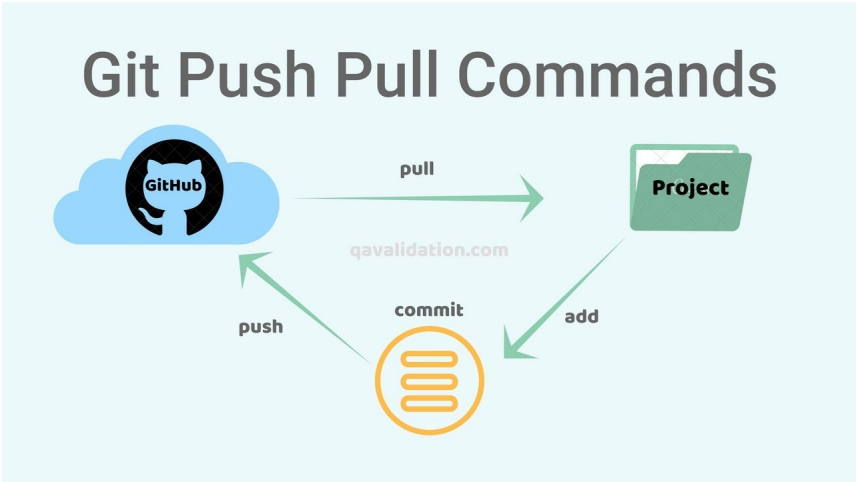 Git Push Pull Commands
pull
GitHub
Project
qavalidation.com
commit
push
add